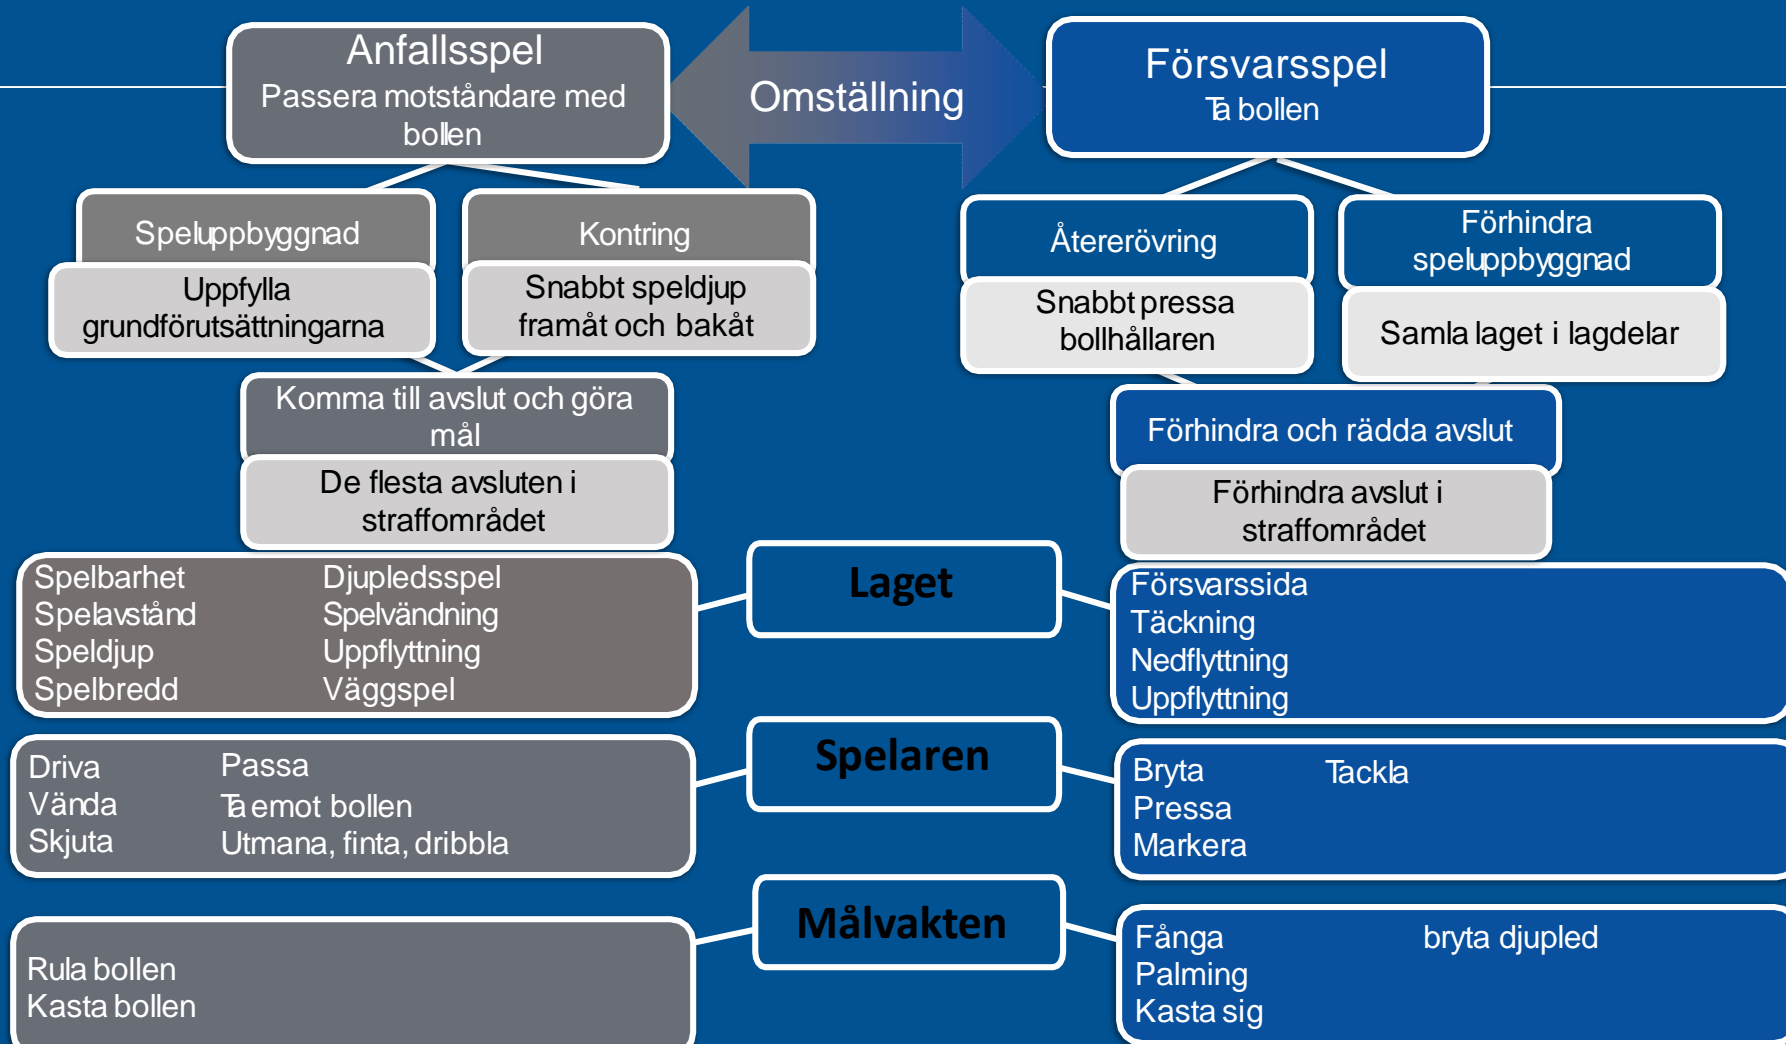 Anfallsspel
Passera motståndare med
bollen
Omställning
Försvarsspel
Ta bollen
Speluppbyggnad
Uppfylla
grundförutsättningarna
Kontring
Snabbt speldjup
framåt och bakåt
Återerövring
Snabbt pressa
bollhållaren
Förhindra
speluppbyggnad
Samla laget i lagdelar
Komma till avslut och göra
mål
De flesta avsluten i
straffområdet
Förhindra och rädda avslut
Förhindra avslut i
straffområdet
Spelbarhet Djupledsspel
Spelavstånd Spelvändning
Speldjup Uppflyttning
Spelbredd Väggspel
Laget
Försvarssida
Täckning
Nedflyttning
Uppflyttning
Driva Passa
Vända Ta emot bollen
Skjuta Utmana, finta, dribbla
Spelaren
Bryta Tackla
Pressa
Markera
Rula bollen
Kasta bollen
Målvakten
Fånga bryta djupled
Palming
Kasta sig